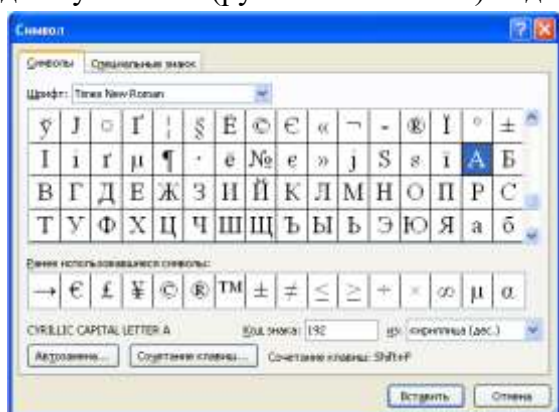 Символ
Символы Специальные знаки
Шрифт: Times New Roman
ў Ј ¤ Ґ ¦ § Ё © Є « ¬ - ® Ї ° ±
І і ґ µ ¶ · ё № є » ј Ѕ ѕ ї А Б
В Г Д Е Ж З И Й К Л М Н О П Р С
Т У Ф Х Ц Ч Ш Щ Ъ Ы Ь Э Ю Я а б
Ранее использовавшиеся символы:
→ € £ ¥ © ® ™ ± ≠ ≤ ≥ ÷ × ∞ µ α
CYRILLIC CAPITAL LETTER A Код знака: 192 из: кириллица (дес.)
Автозамена... Сочетание клавиш... Сочетание клавиш: Shift+F
Вставить Отмена